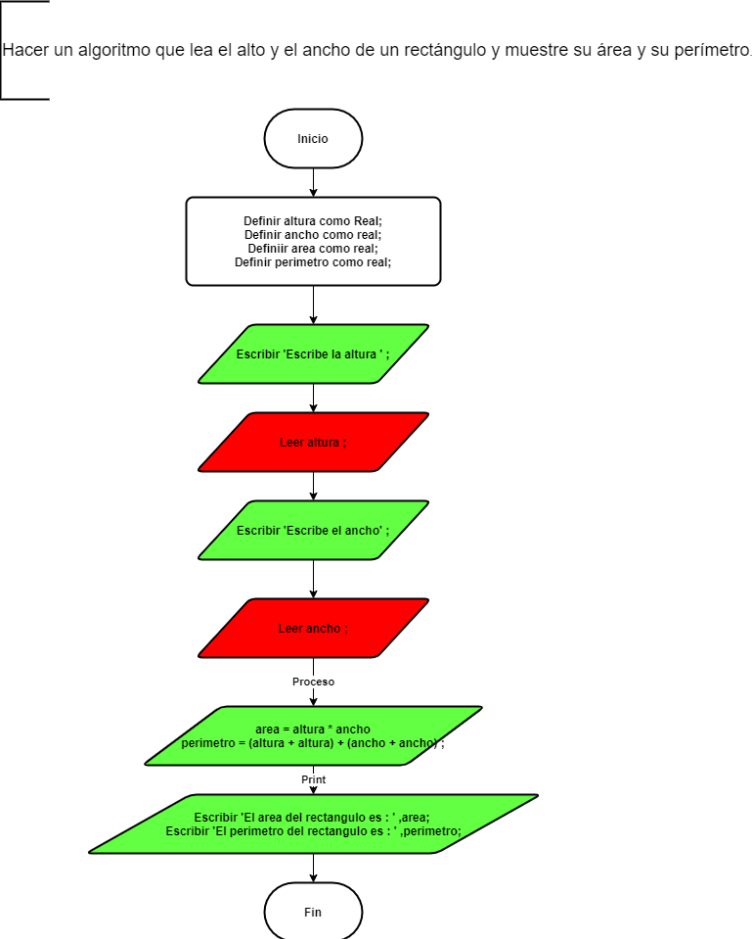 Hacer un algoritmo que lea el alto y el ancho de un rectángulo y muestre su área y su perímetro.
Inicio
Definir altura como Real;
Definir ancho como real;
Definiir area como real;
Definir perimetro como real;
Escribir 'Escribe la altura ' ;
Leer altura ;
Escribir 'Escribe el ancho' ;
Leer ancho ;
Proceso
area = altura * ancho
perimetro = (altura + altura) + (ancho + ancho) ;
Print
Escribir 'El area del rectangulo es : ' ,area;
Escribir 'El perimetro del rectangulo es : ' ,perimetro;
Fin